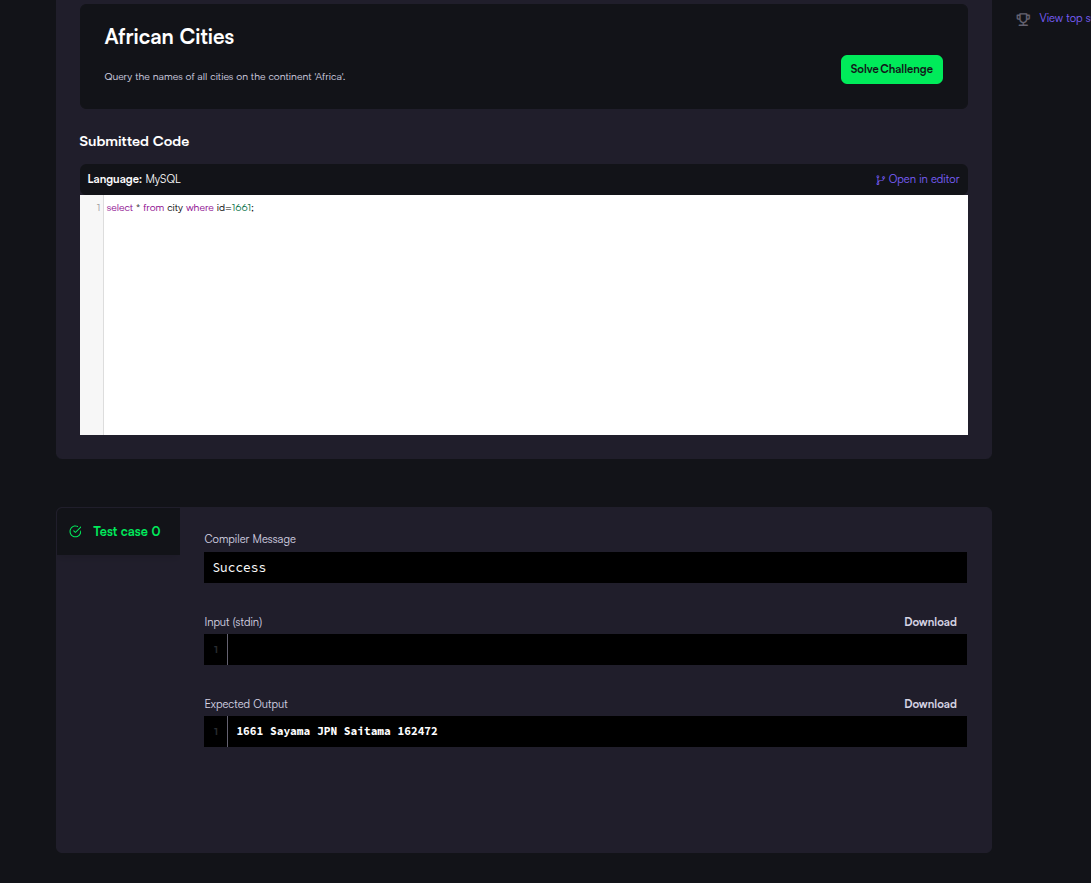 View top s
African Cities
Query the names of all cities on the continent 'Africa'.
Solve Challenge
Submitted Code
Language: MySQL
Open in editor
1 select * from city where id=1661;
Test case 0
Compiler Message
Success
Input (stdin)
Download
1
Expected Output
Download
1 1661 Sayama JPN Saitama 162472